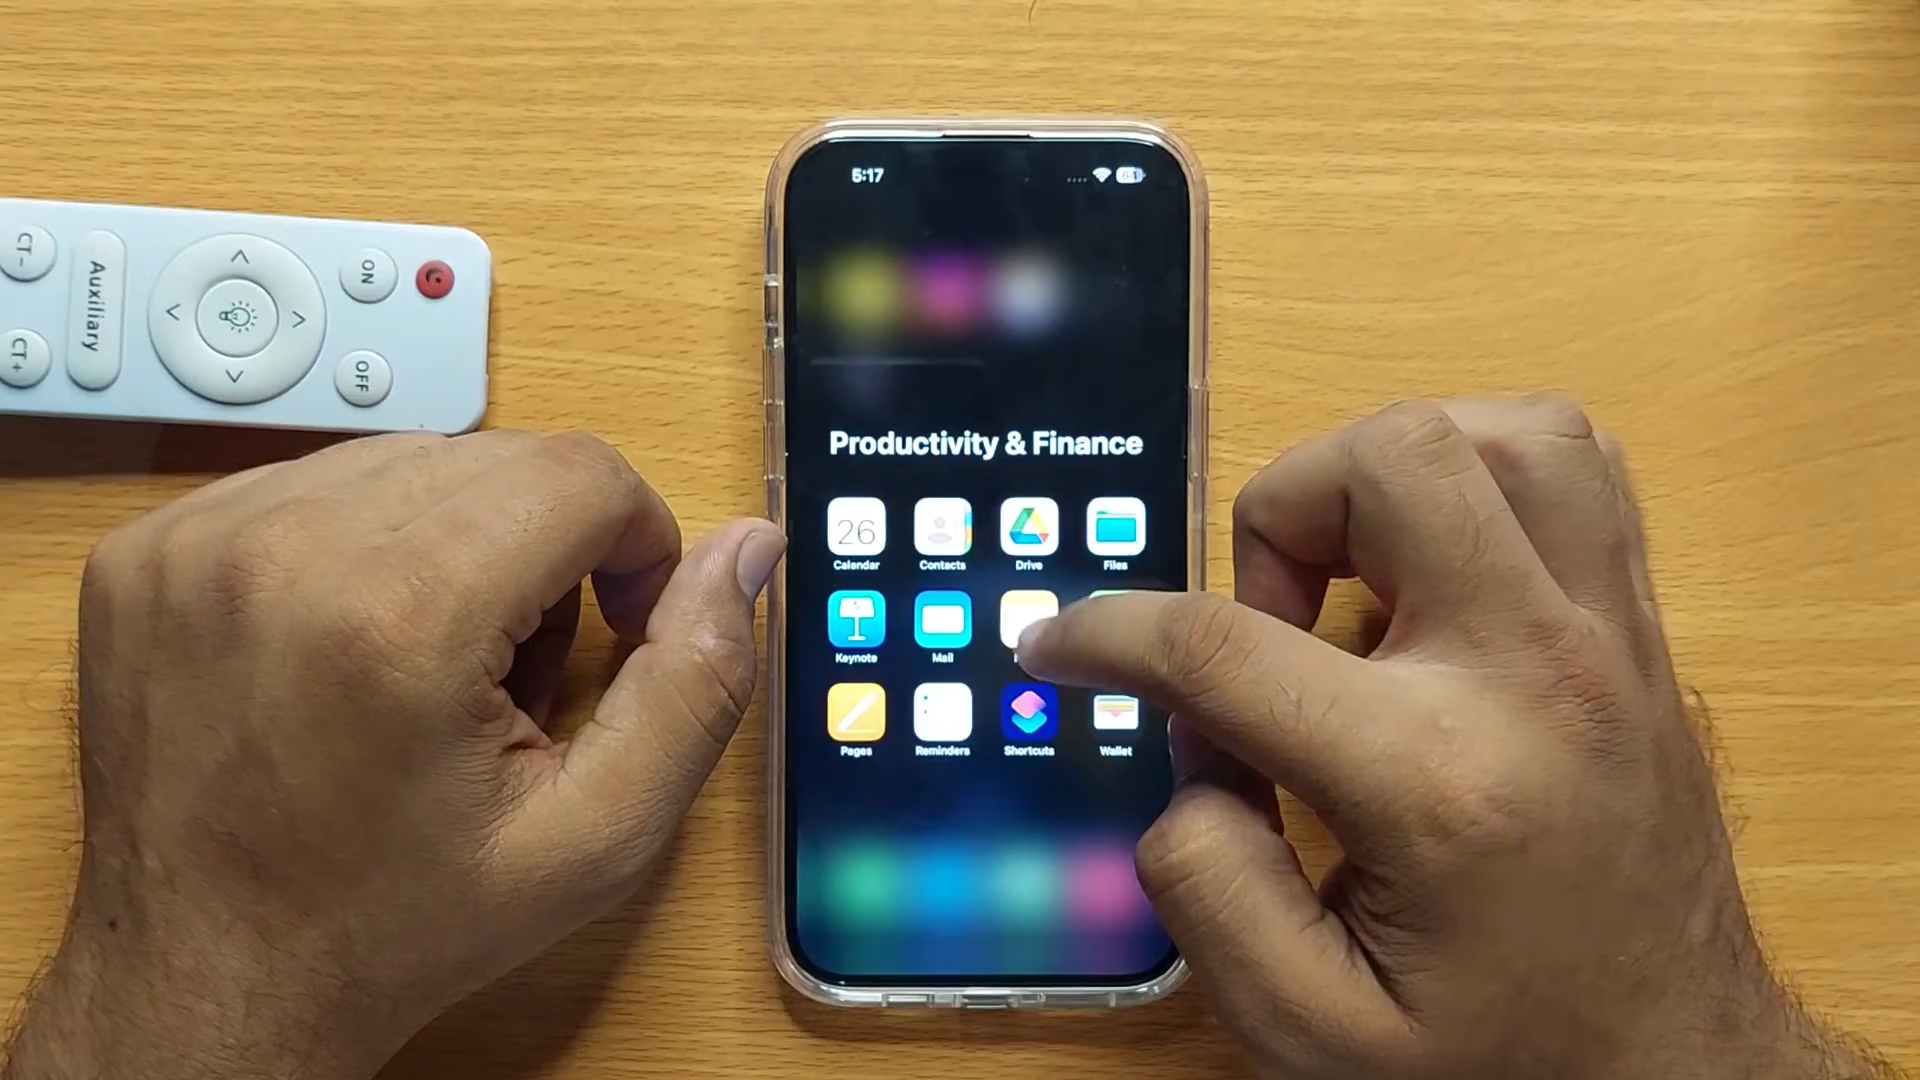 5:17
64
CT-
Auxiliary
ON
CT+
OFF
Productivity & Finance
26
Calendar
Contacts
Drive
Files
Keynote
Mail
Pages
Reminders
Shortcuts
Wallet